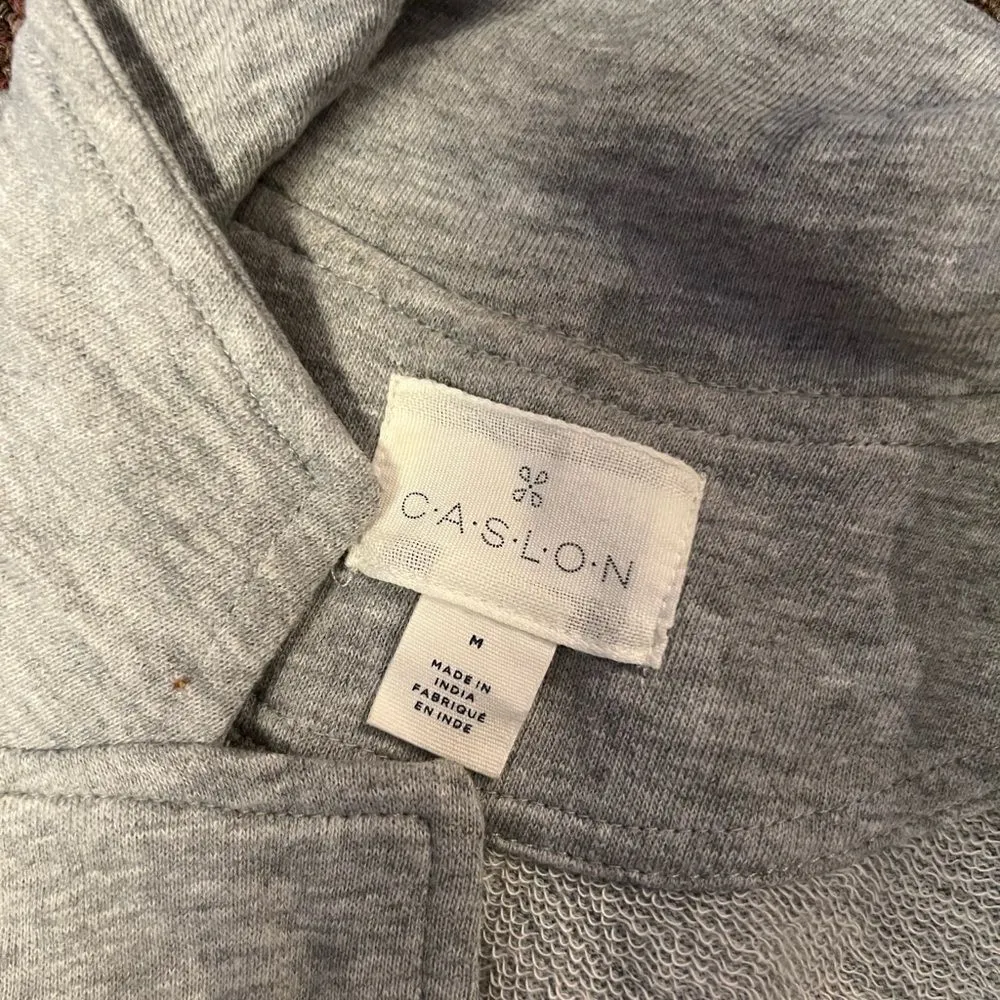 C·A·S·L·O·N
M
MADE IN
INDIA
FABRIQUÉ
EN INDE